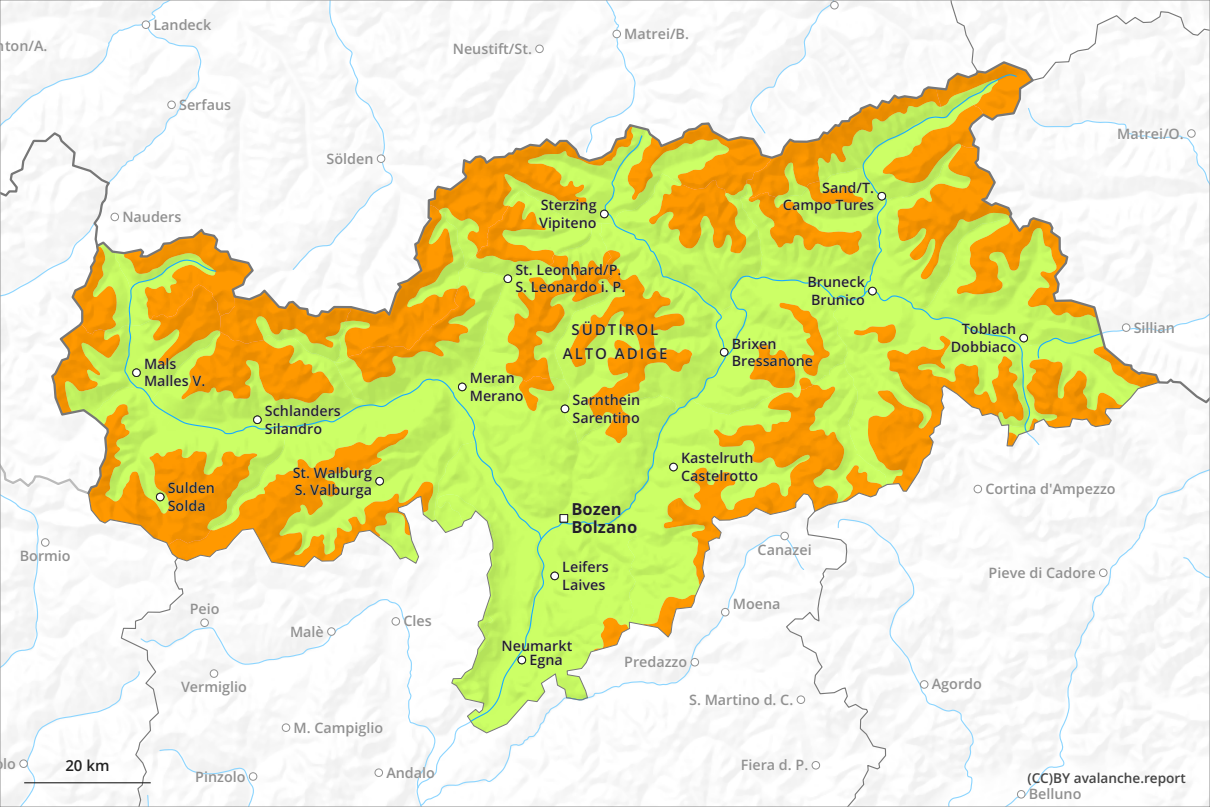 Landeck
nton/A.
Neustift/St.
Matrei/B.
Serfaus
Matrei/O.
Sölden
Sand/T.
Campo Tures
Nauders
Sterzing
Vipiteno
St. Leonhard/P.
S. Leonardo i. P.
Bruneck
Brunico
SÜDTIROL
ALTO ADIGE
Toblach
Dobbiaco
Sillian
Brixen
Bressanone
Mals
Malles V.
Meran
Merano
Schlanders
Silandro
Sarnthein
Sarentino
St. Walburg
S. Valburga
Kastelruth
Castelrotto
Sulden
Solda
Cortina d'Ampezzo
Bozen
Bolzano
Bormio
Canazei
Leifers
Laives
Pieve di Cadore
Peio
Moena
Malè
Cles
Neumarkt
Egna
Predazzo
Vermiglio
Agordo
S. Martino d. C.
M. Campiglio
20 km
Fiera d. P.
olo
Pinzolo
Andalo
(CC)BY avalanche.report
Belluno